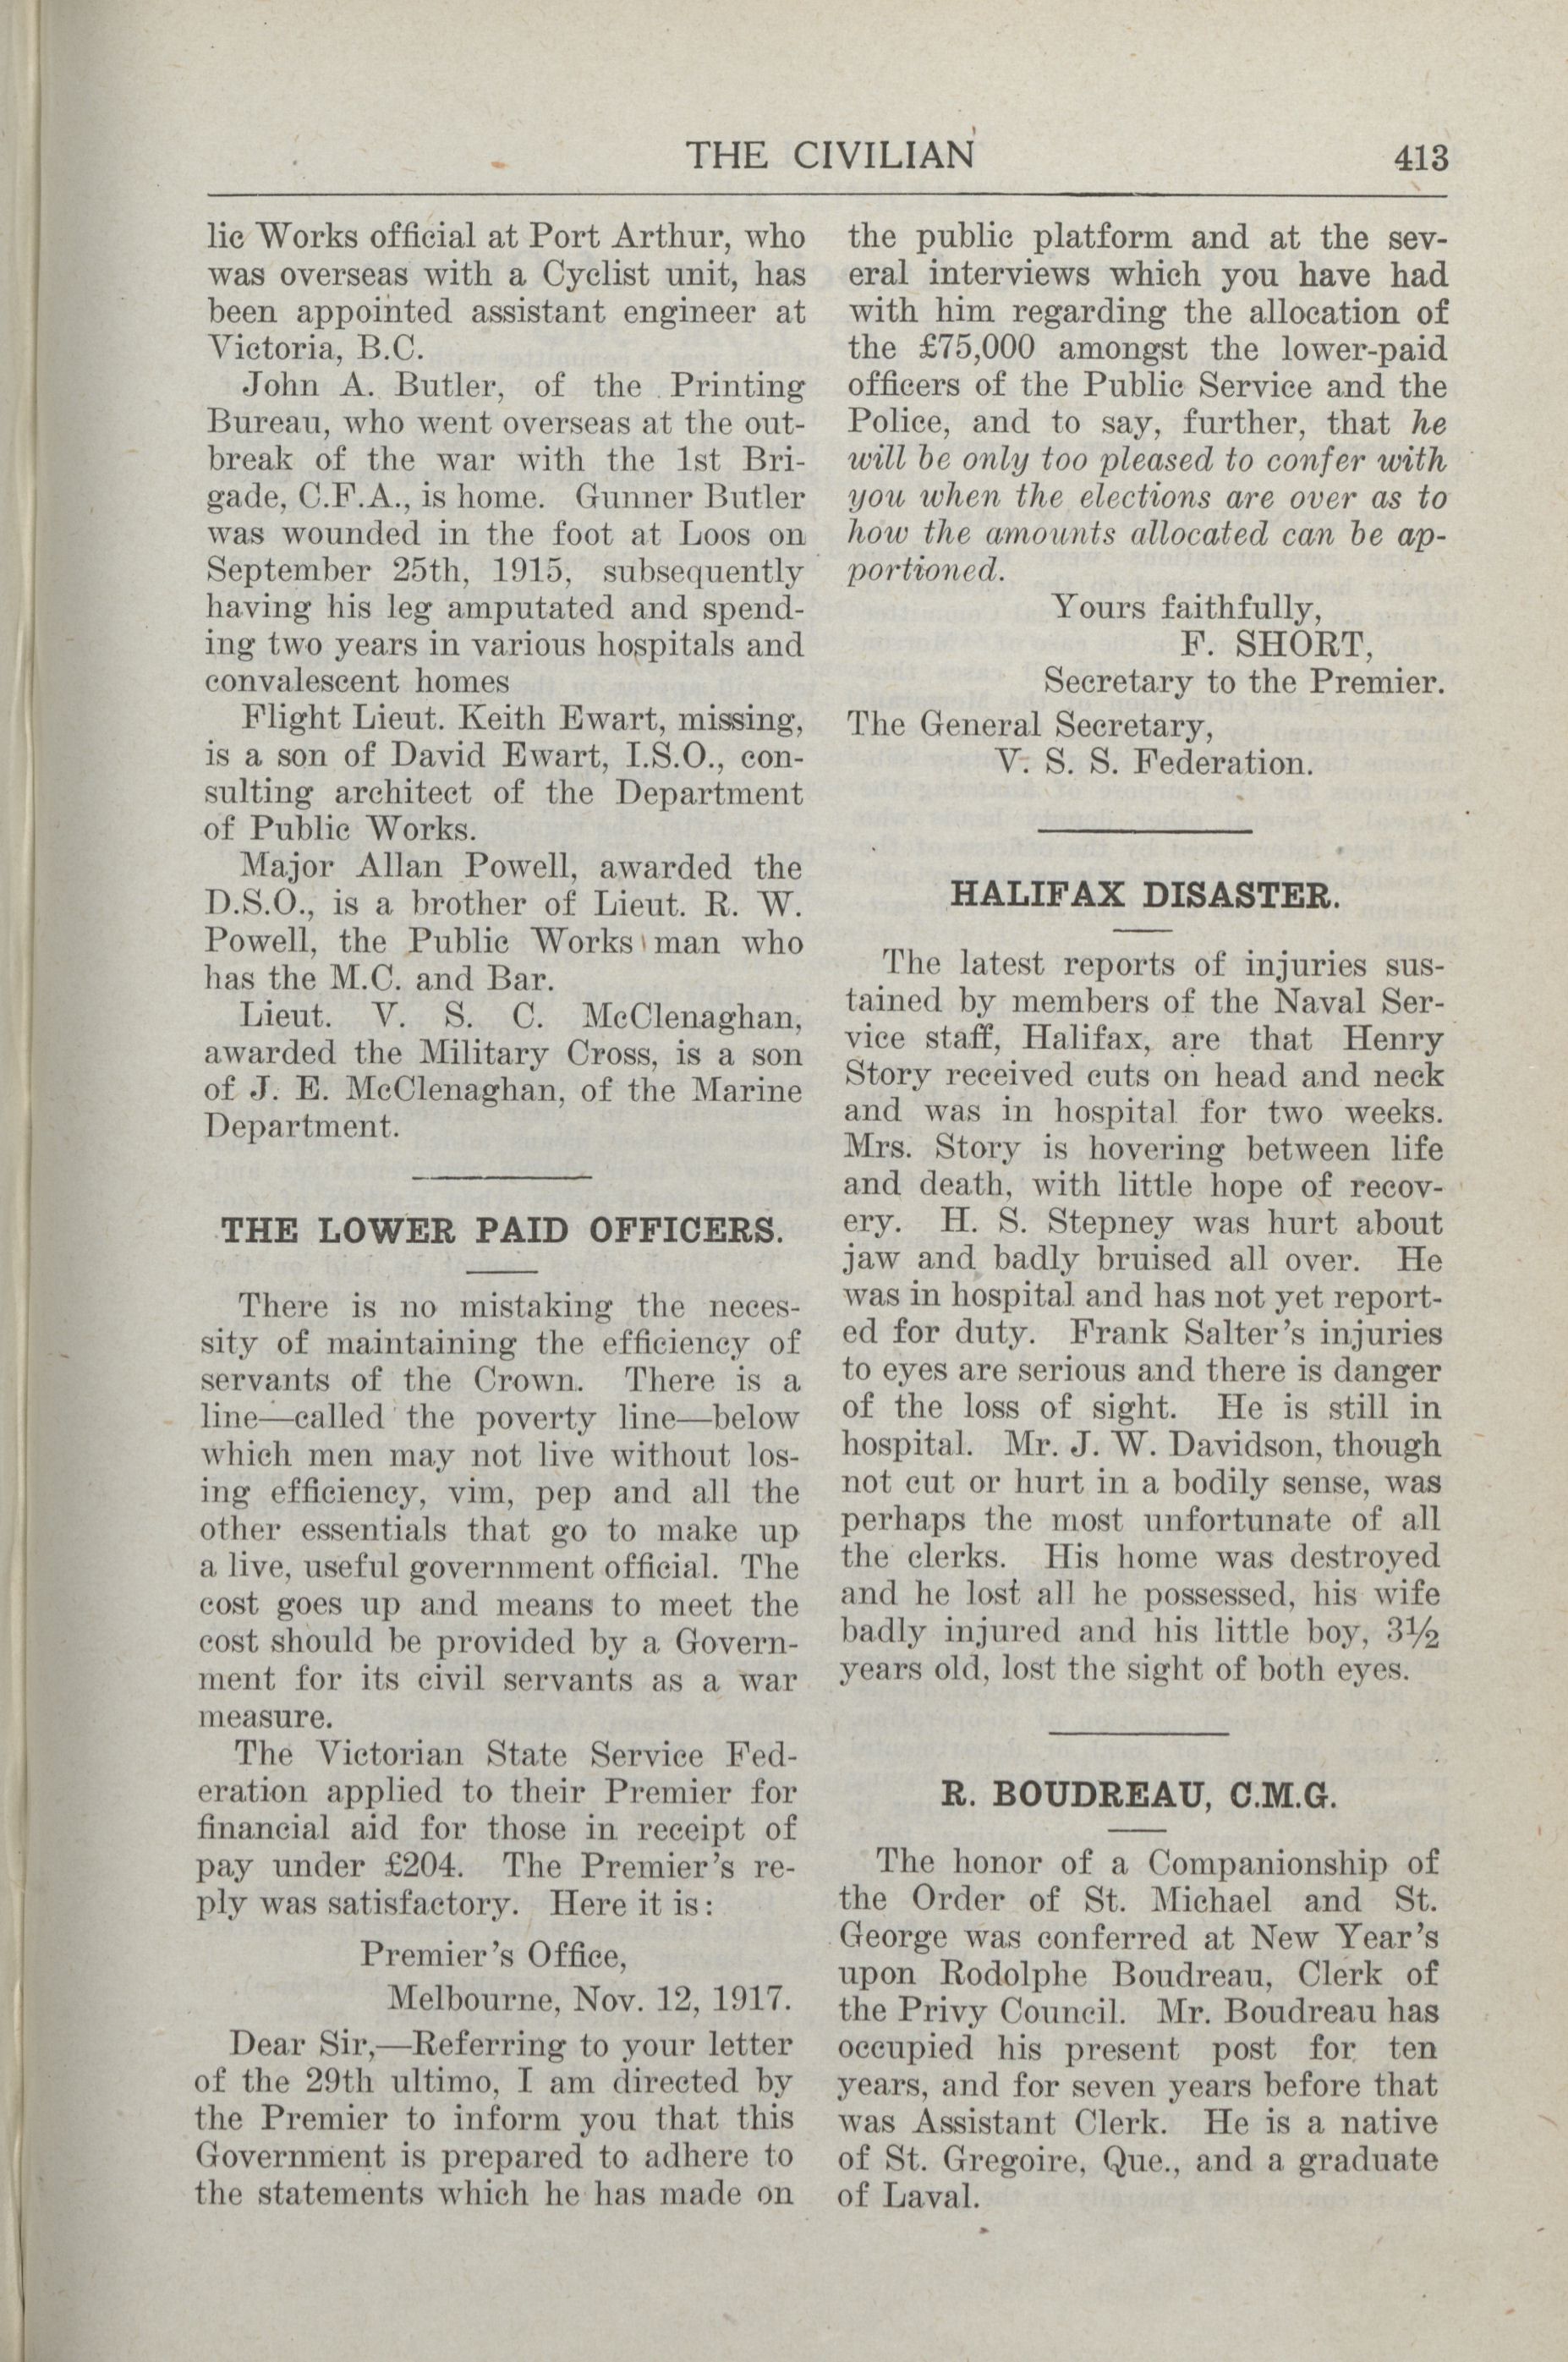 THE CIVILIAN 413
lic Works official at Port Arthur, who
was overseas with a Cyclist unit, has
been appointed assistant engineer at
Victoria, B.C.
John A. Butler, of the Printing
Bureau, who went overseas at the out-
break of the war with the 1st Bri-
gade, C.F.A., is home. Gunner Butler
was wounded in the foot at Loos on
September 25th, 1915, subsequently
having his leg amputated and spend-
ing two years in various hospitals and
convalescent homes
Flight Lieut. Keith Ewart, missing,
is a son of David Ewart, I.S.O., con-
sulting architect of the Department
of Public Works.
Major Allan Powell, awarded the
D.S.O., is a brother of Lieut. R. W.
Powell, the Public Works man who
has the M.C. and Bar.
Lieut. V. S. C. McClenaghan,
awarded the Military Cross, is a son
of J. E. McClenaghan, of the Marine
Department.
THE LOWER PAID OFFICERS.
There is no mistaking the neces-
sity of maintaining the efficiency of
servants of the Crown. There is a
line—called the poverty line—below
which men may not live without los-
ing efficiency, vim, pep and all the
other essentials that go to make up
a live, useful government official. The
cost goes up and means to meet the
cost should be provided by a Govern-
ment for its civil servants as a war
measure.
The Victorian State Service Fed-
eration applied to their Premier for
financial aid for those in receipt of
pay under £204. The Premier's re-
ply was satisfactory. Here it is:
Premier's Office,
Melbourne, Nov. 12, 1917.
Dear Sir,—Referring to your letter
of the 29th ultimo, I am directed by
the Premier to inform you that this
Government is prepared to adhere to
the statements which he has made on
the public platform and at the sev-
eral interviews which you have had
with him regarding the allocation of
the £75,000 amongst the lower-paid
officers of the Public Service and the
Police, and to say, further, that he
will be only too pleased to confer with
you when the elections are over as to
how the amounts allocated can be ap-
portioned.
Yours faithfully,
F. SHORT,
Secretary to the Premier.
The General Secretary,
V. S. S. Federation.
HALIFAX DISASTER.
The latest reports of injuries sus-
tained by members of the Naval Ser-
vice staff, Halifax, are that Henry
Story received cuts on head and neck
and was in hospital for two weeks.
Mrs. Story is hovering between life
and death, with little hope of recov-
ery. H. S. Stepney was hurt about
jaw and badly bruised all over. He
was in hospital and has not yet report-
ed for duty. Frank Salter's injuries
to eyes are serious and there is danger
of the loss of sight. He is still in
hospital. Mr. J. W. Davidson, though
not cut or hurt in a bodily sense, was
perhaps the most unfortunate of all
the clerks. His home was destroyed
and he lost all he possessed, his wife
badly injured and his little boy, 3½
years old, lost the sight of both eyes.
R. BOUDREAU, C.M.G.
The honor of a Companionship of
the Order of St. Michael and St.
George was conferred at New Year's
upon Rodolphe Boudreau, Clerk of
the Privy Council. Mr. Boudreau has
occupied his present post for ten
years, and for seven years before that
was Assistant Clerk. He is a native
of St. Gregoire, Que., and a graduate
of Laval.